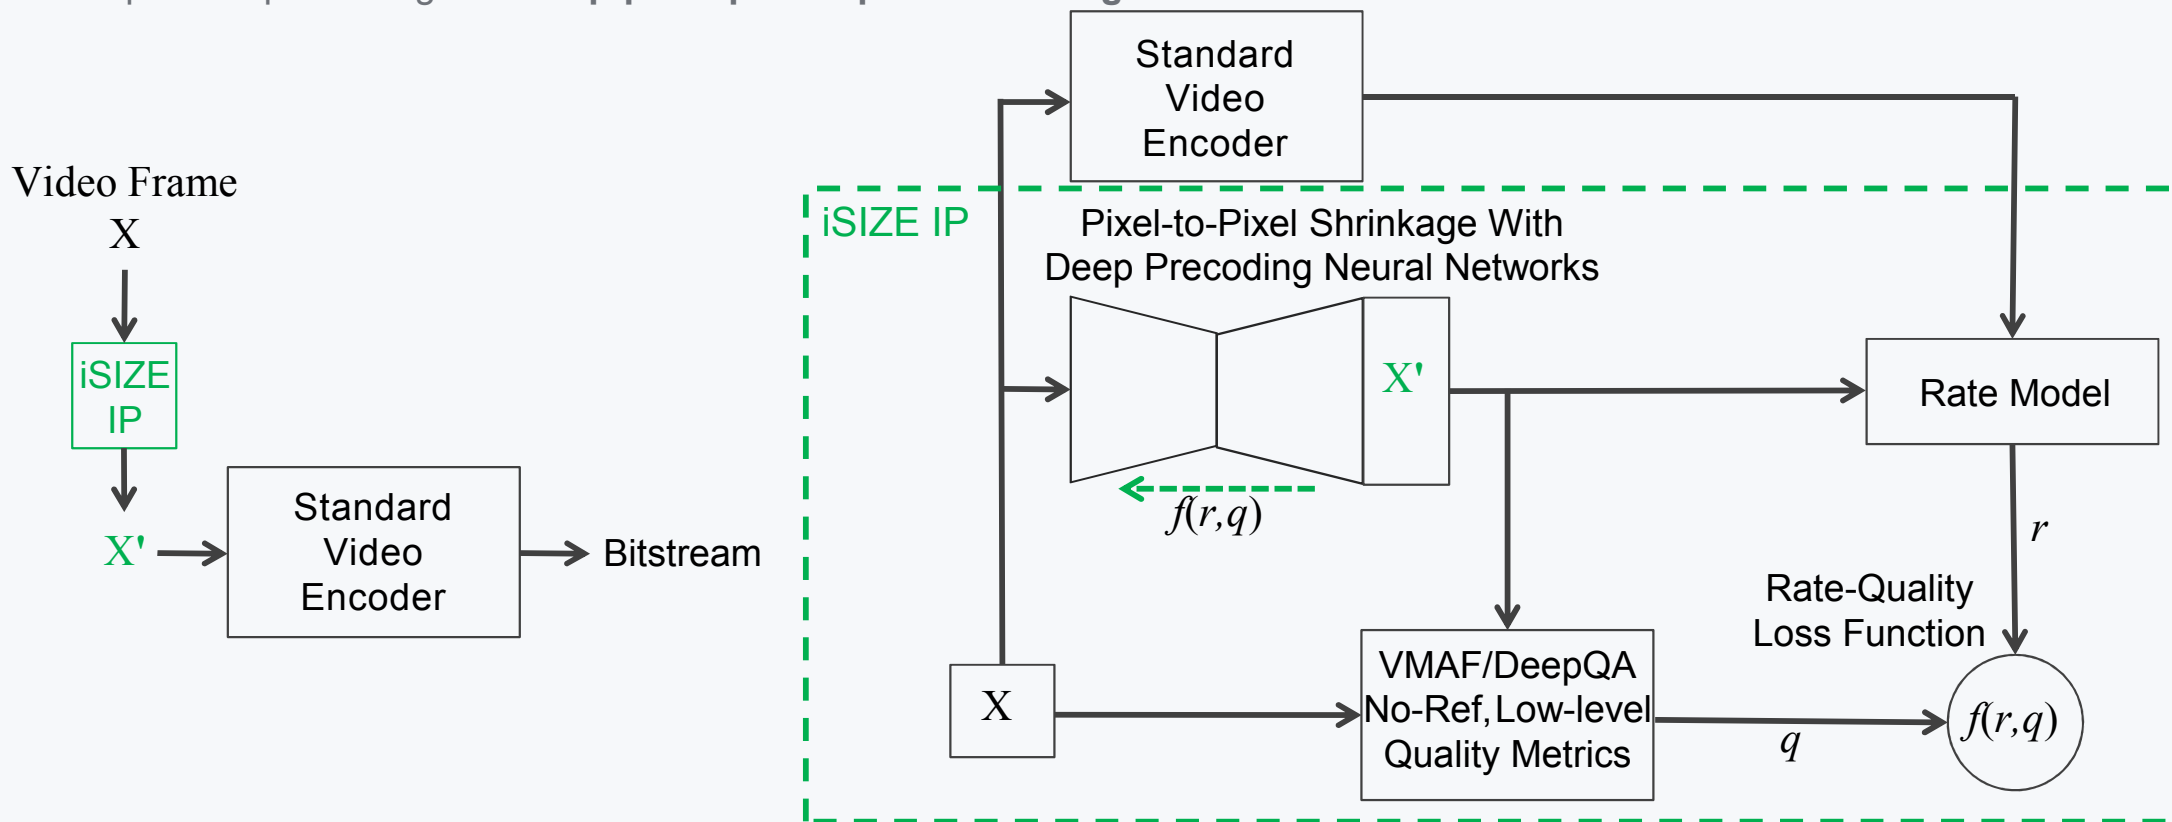 Video Frame
X
iSIZE
IP
X'
Standard
Video
Encoder
Bitstream
Standard
Video
Encoder
iSIZE IP
Pixel-to-Pixel Shrinkage With
Deep Precoding Neural Networks
X'
f(r,q)
Rate Model
r
Rate-Quality
Loss Function
X
VMAF/DeepQA
No-Ref, Low-level
Quality Metrics
q
f(r,q)